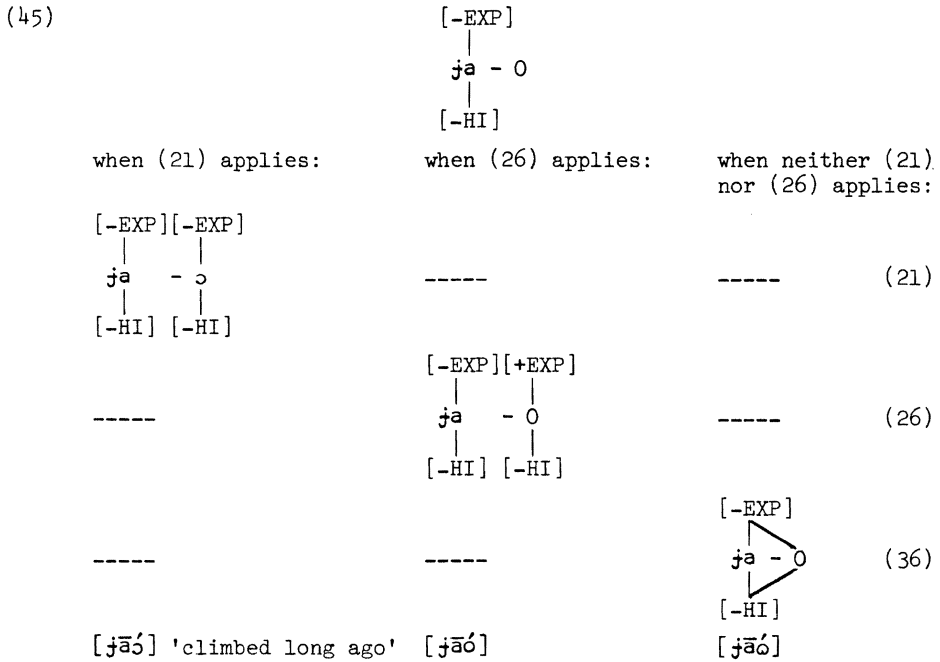 (45) [-EXP]
ɟa - O
[-HI]
when (21) applies: when (26) applies: when neither (21) nor (26) applies:
[-EXP][-EXP]
ɟa - ɔ ----- ----- (21)
[-HI] [-HI]
[-EXP][+EXP]
----- ɟa - O ----- (26)
[-HI] [-HI]
[-EXP]
----- ----- ɟa - O (36)
[-HI]
[ɟāɔ́] 'climbed long ago' [ɟāó] [ɟāɷ́]